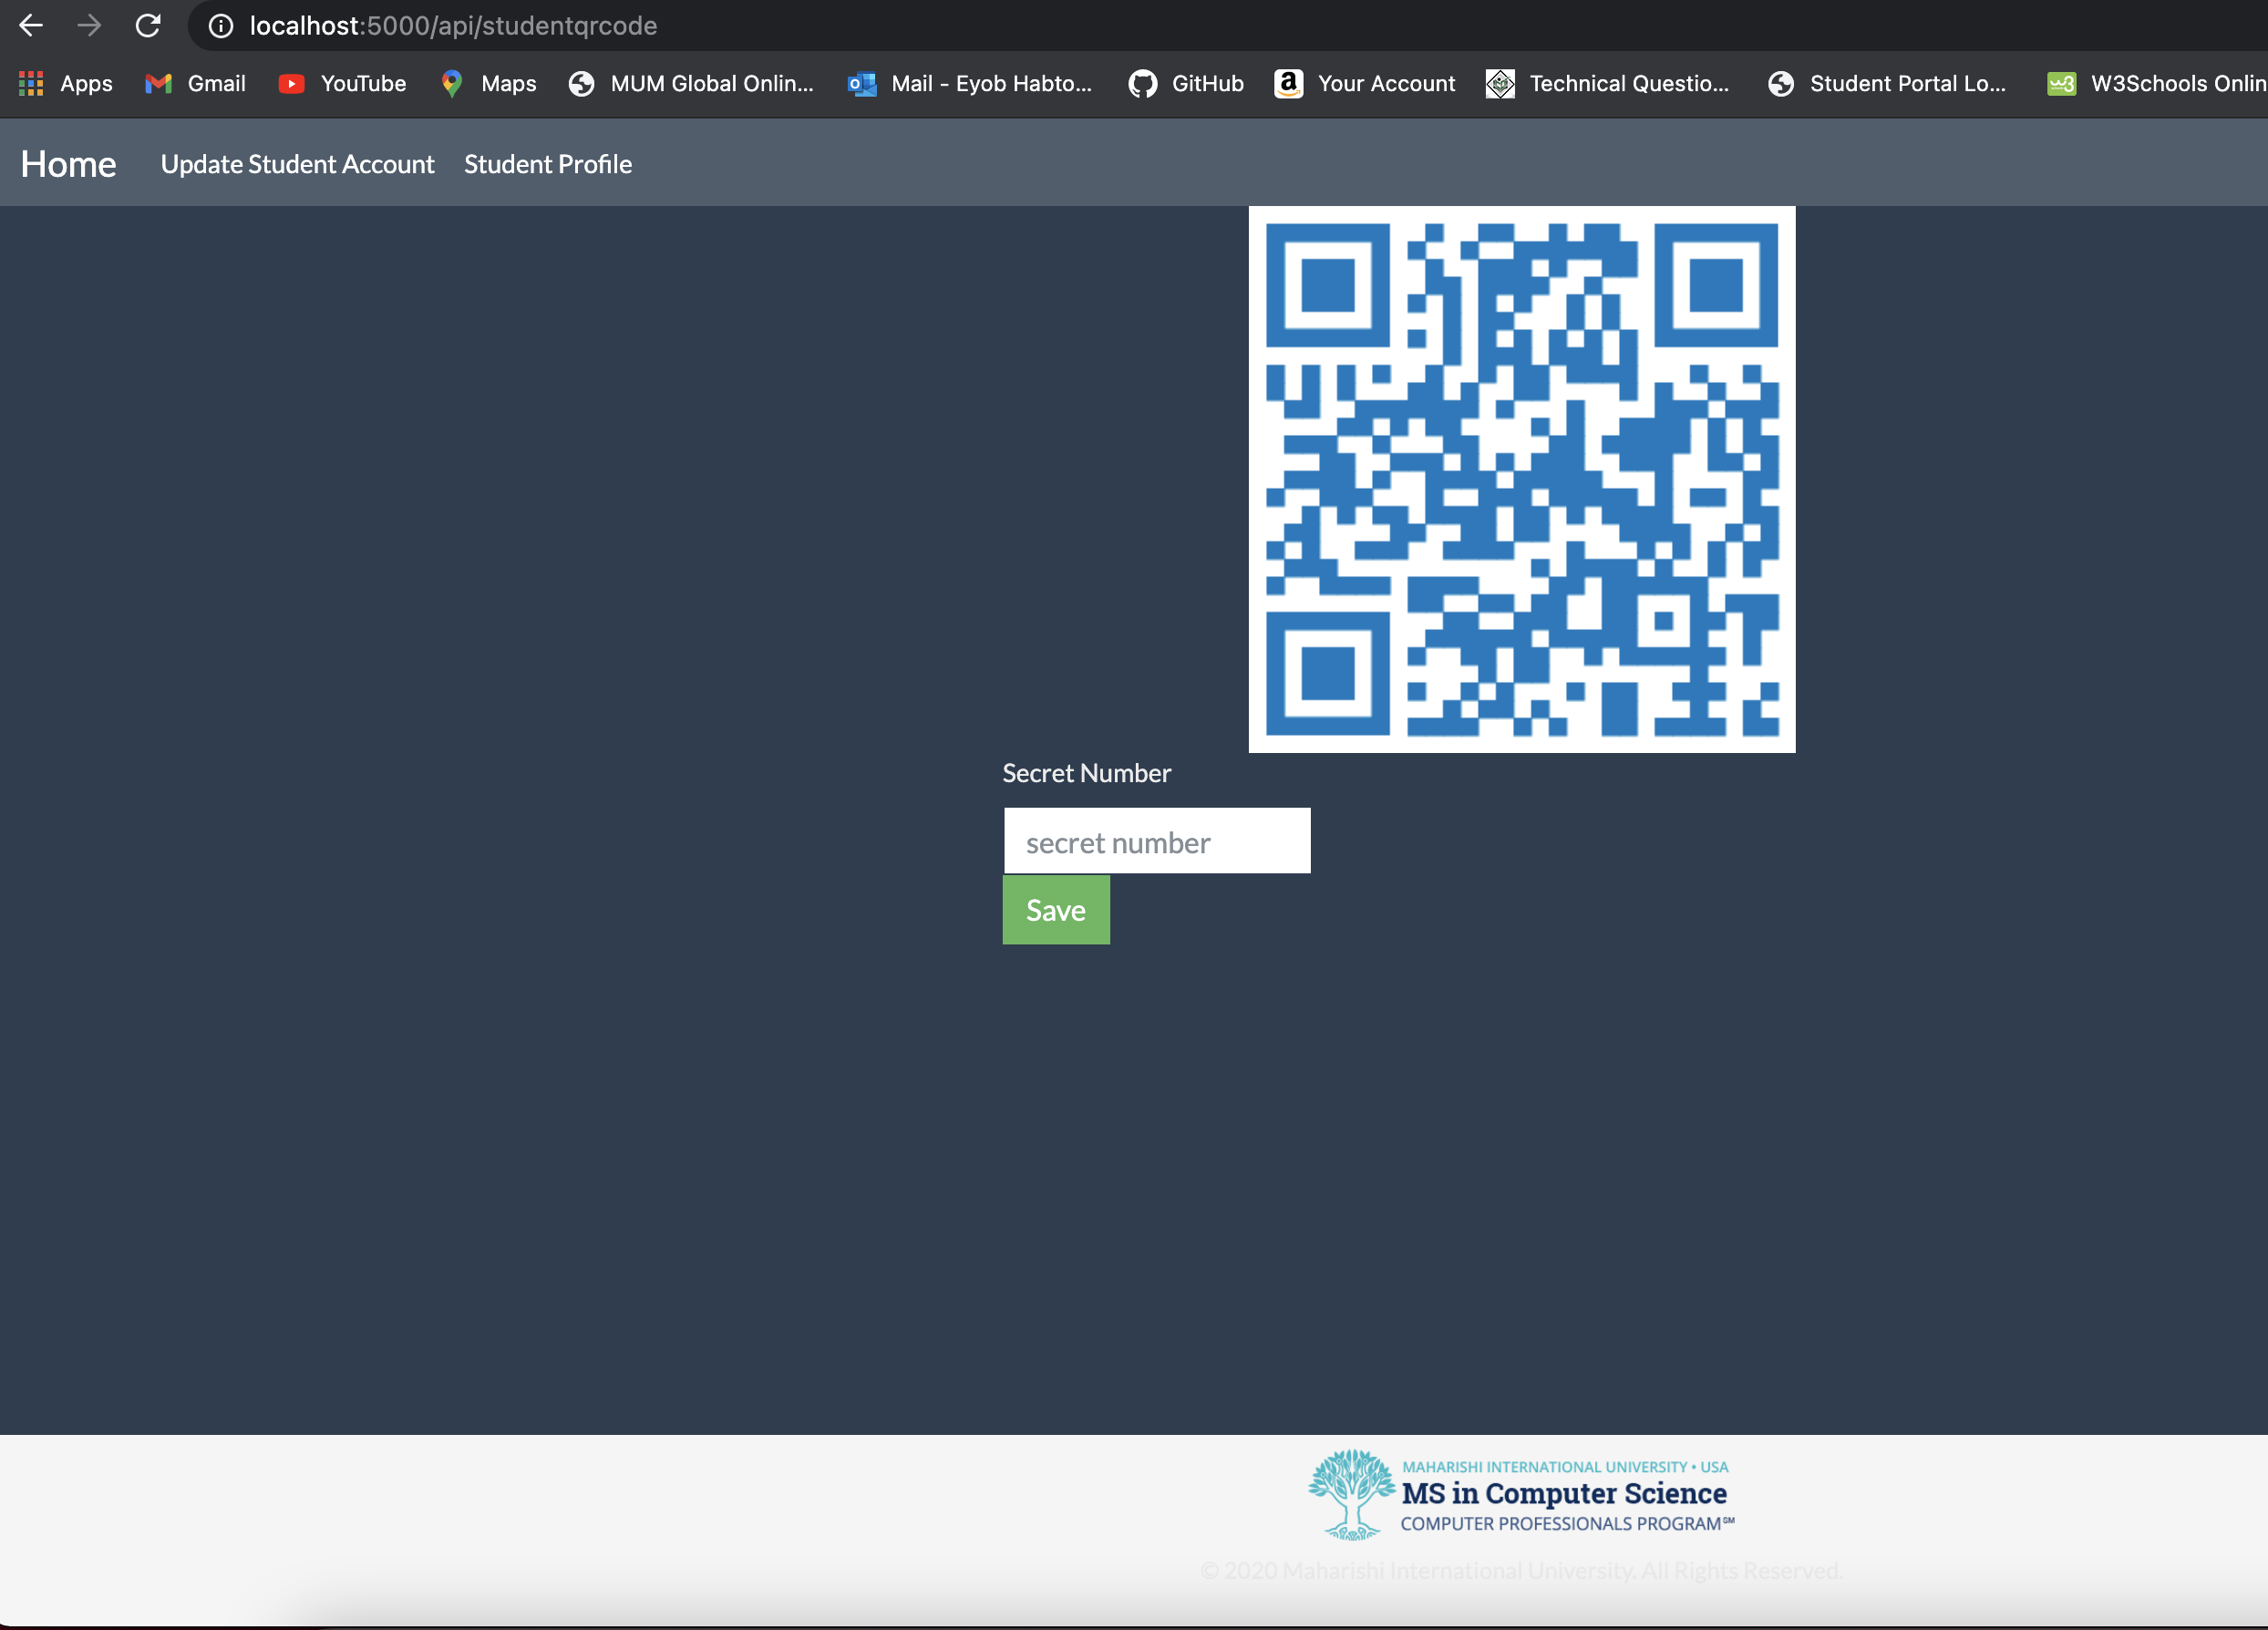 localhost:5000/api/studentqrcode
Apps Gmail YouTube Maps MUM Global Onlin... Mail - Eyob Habto... GitHub Your Account Technical Questio... Student Portal Lo... W3Schools Onlin
Home Update Student Account Student Profile
Secret Number
secret number
Save
MAHARISHI INTERNATIONAL UNIVERSITY • USA
MS in Computer Science
COMPUTER PROFESSIONALS PROGRAM℠
© 2020 Maharishi International University. All Rights Reserved.